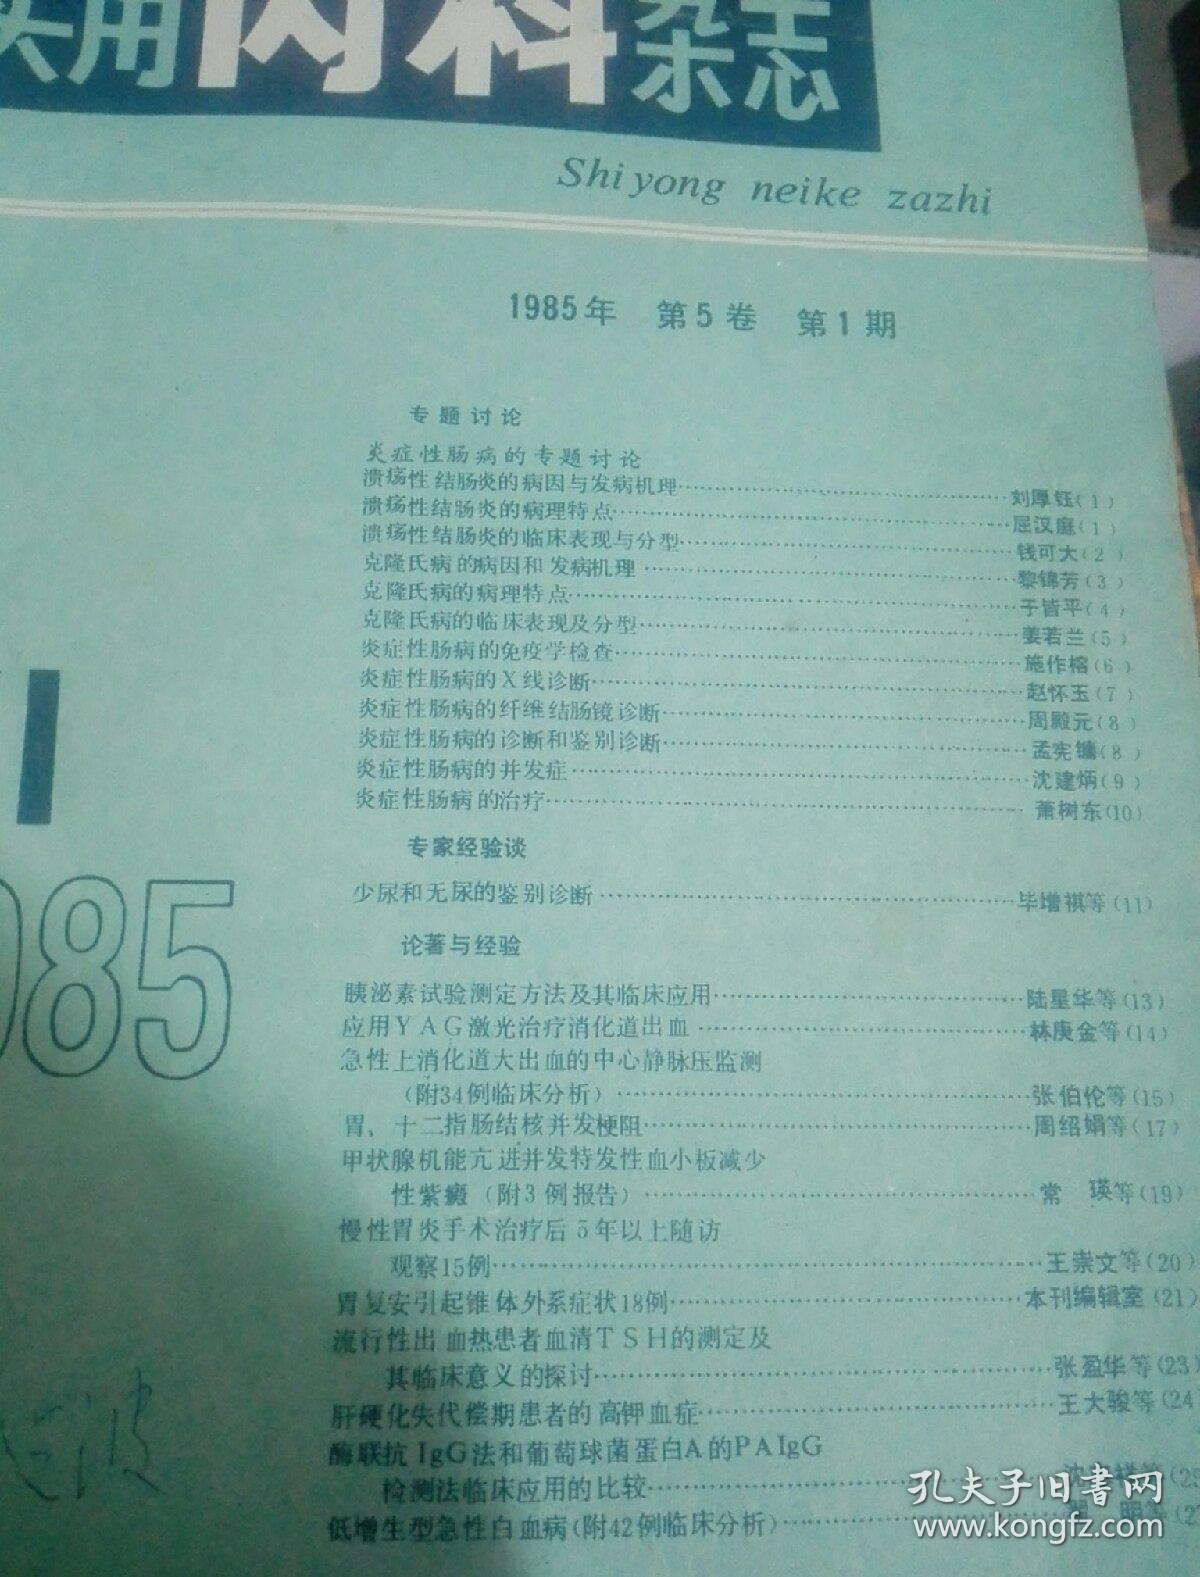 实用内科杂志
Shiyong neike zazhi
1985年 第5卷 第1期
专题讨论
炎症性肠病的专题讨论
溃疡性结肠炎的病因与发病机理……刘厚钰(1)
溃疡性结肠炎的病理特点……屈汉庭(1)
溃疡性结肠炎的临床表现与分型……钱可大(2)
克隆氏病的病因和发病机理……黎锦芳(3)
克隆氏病的病理特点……于皆平(4)
克隆氏病的临床表现及分型……姜若兰(5)
炎症性肠病的免疫学检查……施作榕(6)
炎症性肠病的X线诊断……赵怀玉(7)
炎症性肠病的纤维结肠镜诊断……周殿元(8)
炎症性肠病的诊断和鉴别诊断……孟宪镛(8)
炎症性肠病的并发症……沈建炳(9)
炎症性肠病的治疗……萧树东(10)
专家经验谈
少尿和无尿的鉴别诊断……毕增祺等(11)
论著与经验
胰泌素试验测定方法及其临床应用……陆星华等(13)
应用YAG激光治疗消化道出血……林庚金等(14)
急性上消化道大出血的中心静脉压监测
(附34例临床分析)……张伯伦等(15)
胃、十二指肠结核并发梗阻……周绍娟等(17)
甲状腺机能亢进并发特发性血小板减少
性紫癜(附3例报告)……常 瑛等(19)
慢性胃炎手术治疗后5年以上随访
观察15例……王崇文等(20)
胃复安引起锥体外系症状18例……本刊编辑室(21)
流行性出血热患者血清TSH的测定及
其临床意义的探讨……张盈华等(23)
肝硬化失代偿期患者的高钾血症……王大骏等(24
酶联抗IgG法和葡萄球菌蛋白A的PAIgG
检测法临床应用的比较……
低增生型急性白血病(附42例临床分析)……
1
985
波
孔夫子旧书网
www.kongfz.com